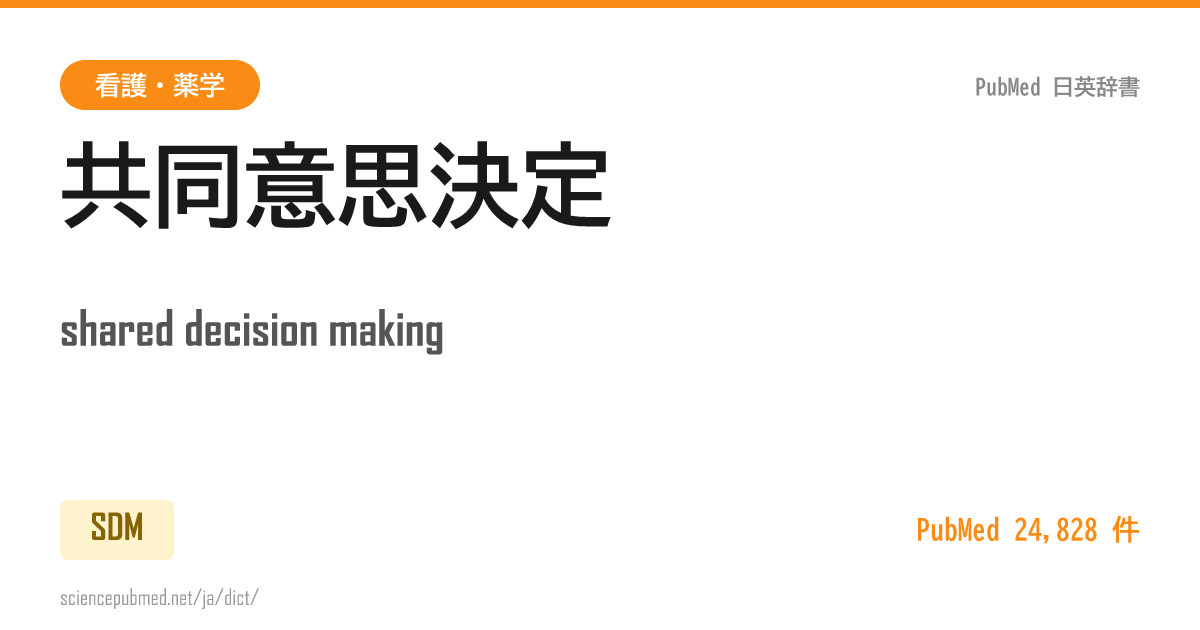 看護・薬学
PubMed 日英辞書
共同意思決定
shared decision making
SDM
PubMed 24,828 件
sciencepubmed.net/ja/dict/